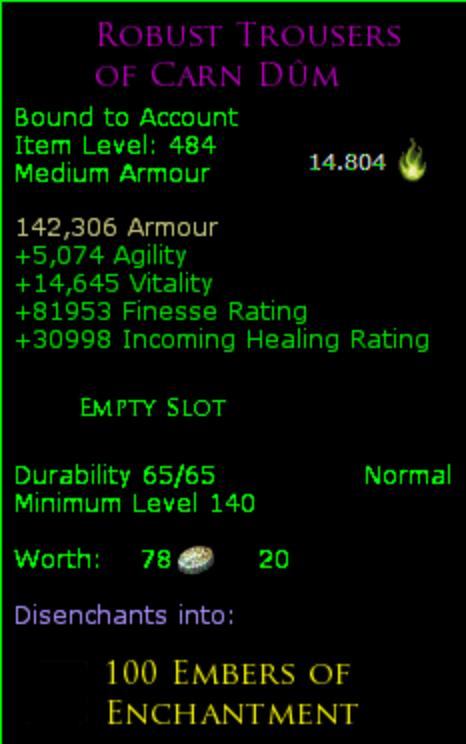 Robust Trousers
of Carn Dûm
Bound to Account
Item Level: 484
14.804
Medium Armour
142,306 Armour
+5,074 Agility
+14,645 Vitality
+81953 Finesse Rating
+30998 Incoming Healing Rating
Empty Slot
Durability 65/65 Normal
Minimum Level 140
Worth: 78 20
Disenchants into:
100 Embers of
Enchantment